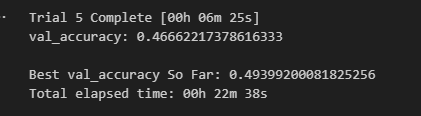 Trial 5 Complete [00h 06m 25s]
val_accuracy: 0.46662217378616333
Best val_accuracy So Far: 0.49399200081825256
Total elapsed time: 00h 22m 38s